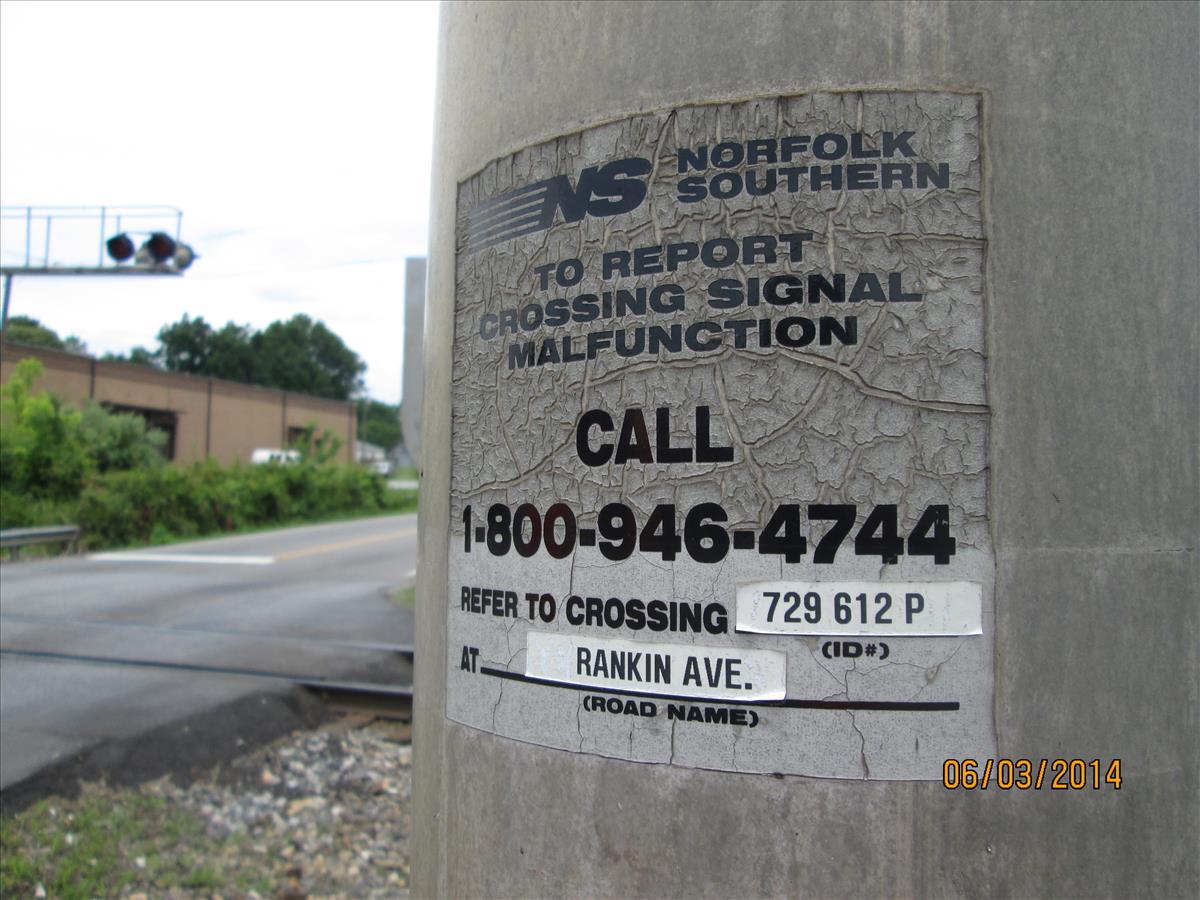 NS NORFOLK
SOUTHERN
TO REPORT
CROSSING SIGNAL
MALFUNCTION
CALL
1-800-946-4744
REFER TO CROSSING 729 612 P
(ID#)
AT RANKIN AVE.
(ROAD NAME)
06/03/2014